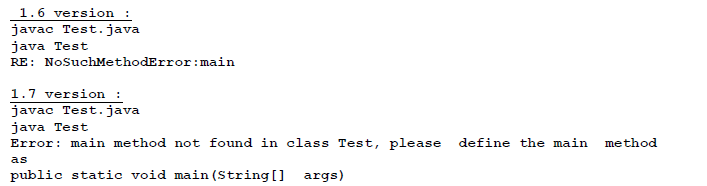 1.6 version :
javac Test.java
java Test
RE: NoSuchMethodError:main
1.7 version :
javac Test.java
java Test
Error: main method not found in class Test, please  define the main  method
as
public static void main(String[]  args)